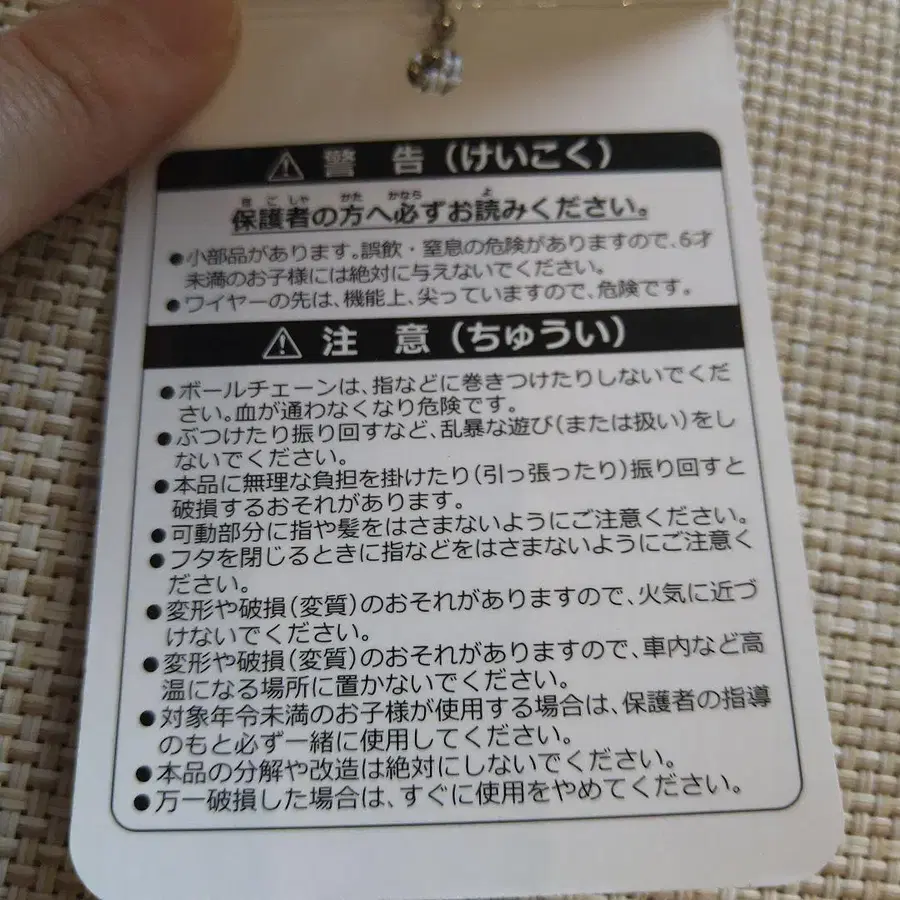 ⚠ 警 告(けいこく)
保護者の方へ必ずお読みください。
●小部品があります。誤飲・窒息の危険がありますので、6才
未満のお子様には絶対に与えないでください。
●ワイヤーの先は、機能上、尖っていますので、危険です。
⚠ 注 意(ちゅうい)
●ボールチェーンは、指などに巻きつけたりしないでくだ
さい。血が通わなくなり危険です。
●ぶつけたり振り回すなど、乱暴な遊び(または扱い)をし
ないでください。
●本品に無理な負担を掛けたり(引っ張ったり)振り回すと
破損するおそれがあります。
●可動部分に指や髪をはさまないようにご注意ください。
●フタを閉じるときに指などをはさまないようにご注意く
ださい。
●変形や破損(変質)のおそれがありますので、火気に近づ
けないでください。
●変形や破損(変質)のおそれがありますので、車内など高
温になる場所に置かないでください。
●対象年令未満のお子様が使用する場合は、保護者の指導
のもと必ず一緒に使用してください。
●本品の分解や改造は絶対にしないでください。
●万一破損した場合は、すぐに使用をやめてください。